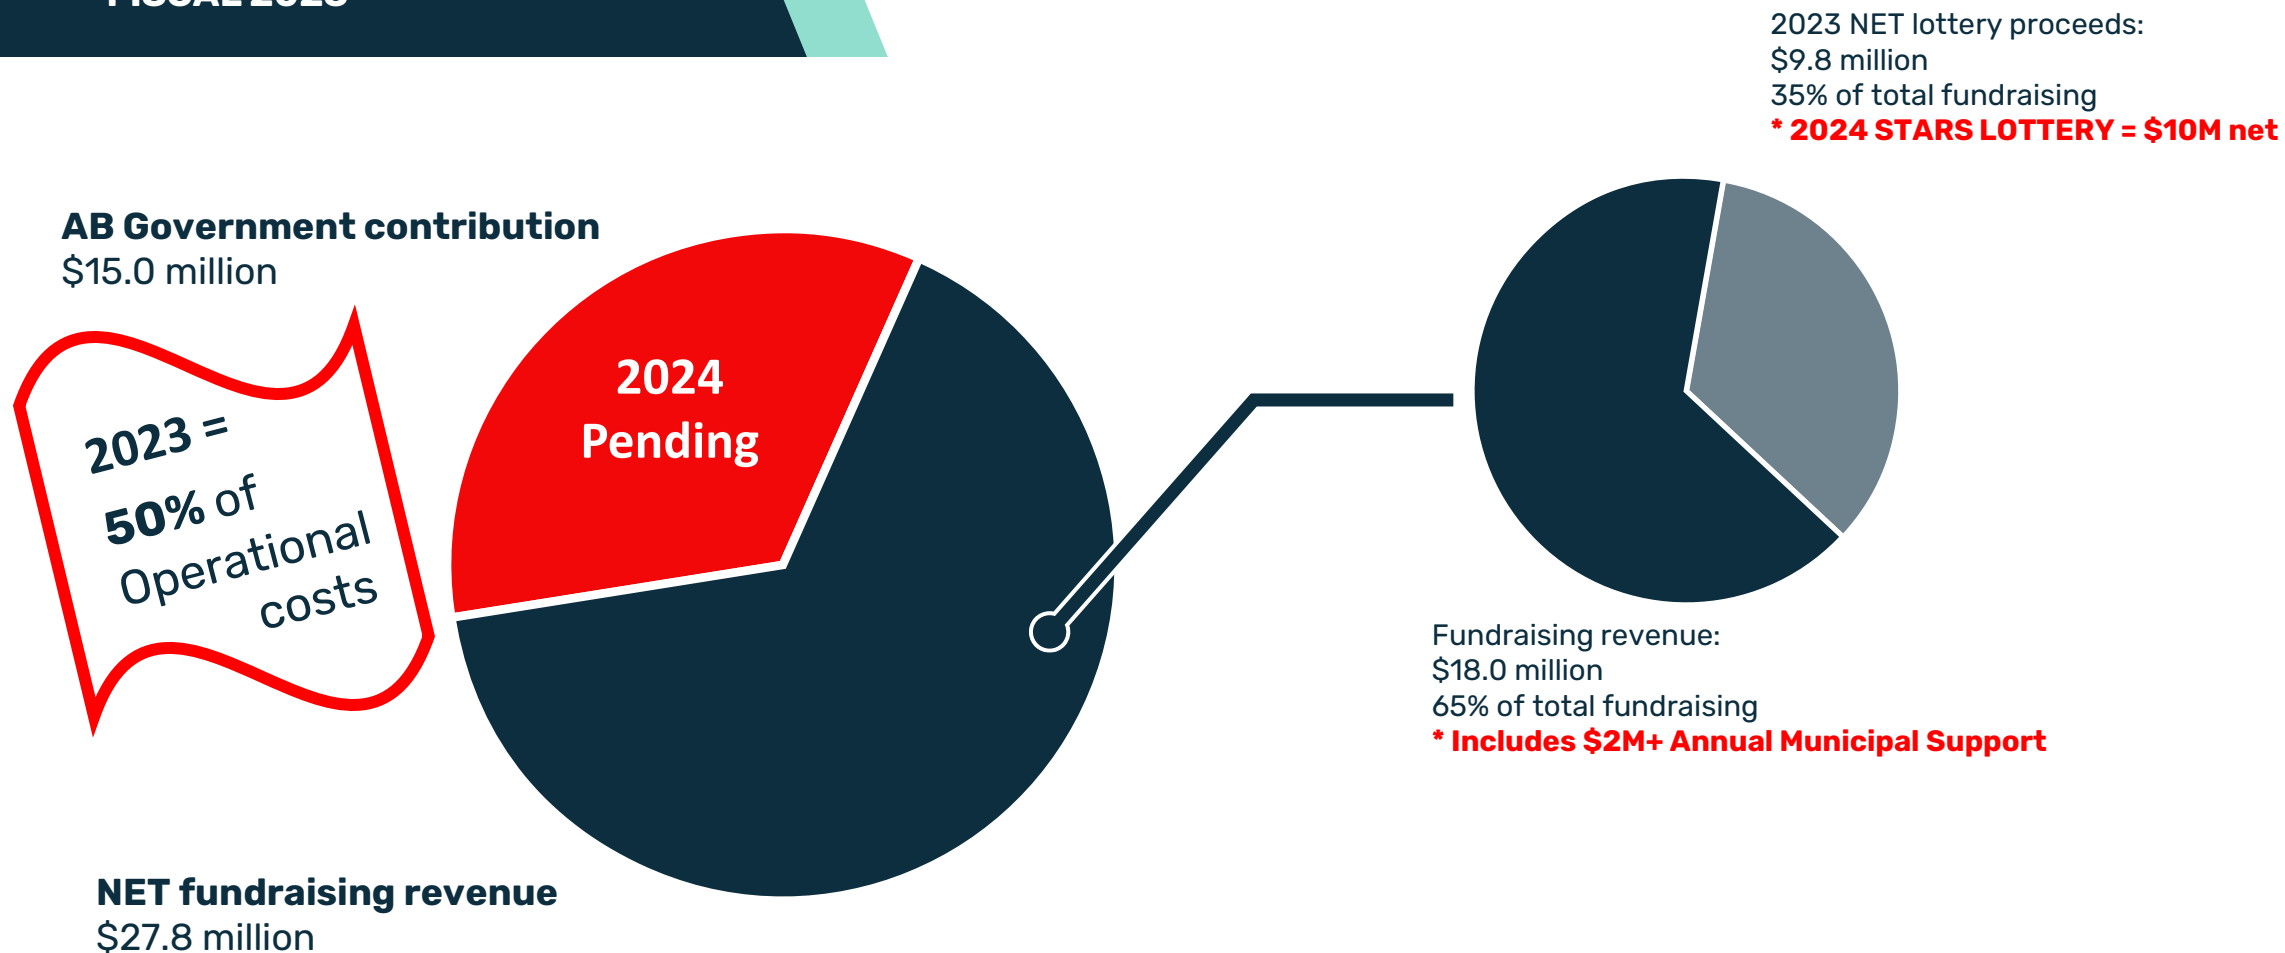 FISCAL 2023
2023 NET lottery proceeds:
$9.8 million
35% of total fundraising
* 2024 STARS LOTTERY = $10M net
AB Government contribution
$15.0 million
2024
Pending
2023 =
50% of
Operational
costs
Fundraising revenue:
$18.0 million
65% of total fundraising
* Includes $2M+ Annual Municipal Support
NET fundraising revenue
$27.8 million